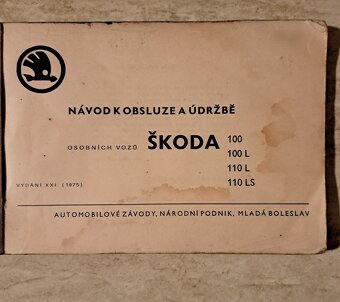 NÁVOD K OBSLUZE A ÚDRŽBĚ
OSOBNÍCH VOZŮ ŠKODA 100
100 L
110 L
110 LS
VYDÁNÍ XXI. (1975)
AUTOMOBILOVÉ ZÁVODY, NÁRODNÍ PODNIK, MLADÁ BOLESLAV